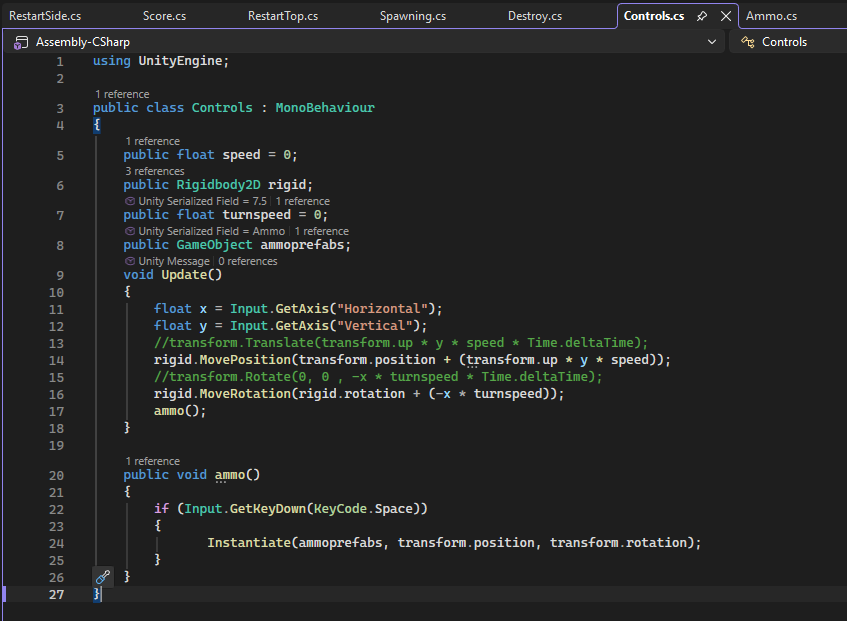 RestartSide.cs Score.cs RestartTop.cs Spawning.cs Destroy.cs Controls.cs Ammo.cs
Assembly-CSharp Controls
1 using UnityEngine;
2
1 reference
3 public class Controls : MonoBehaviour
4 {
1 reference
5 public float speed = 0;
3 references
6 public Rigidbody2D rigid;
Unity Serialized Field = 7.5 | 1 reference
7 public float turnspeed = 0;
Unity Serialized Field = Ammo | 1 reference
8 public GameObject ammoprefabs;
Unity Message | 0 references
9 void Update()
10 {
11 float x = Input.GetAxis("Horizontal");
12 float y = Input.GetAxis("Vertical");
13 //transform.Translate(transform.up * y * speed * Time.deltaTime);
14 rigid.MovePosition(transform.position + (transform.up * y * speed));
15 //transform.Rotate(0, 0 , -x * turnspeed * Time.deltaTime);
16 rigid.MoveRotation(rigid.rotation + (-x * turnspeed));
17 ammo();
18 }
19
1 reference
20 public void ammo()
21 {
22 if (Input.GetKeyDown(KeyCode.Space))
23 {
24 Instantiate(ammoprefabs, transform.position, transform.rotation);
25 }
26 }
27 }